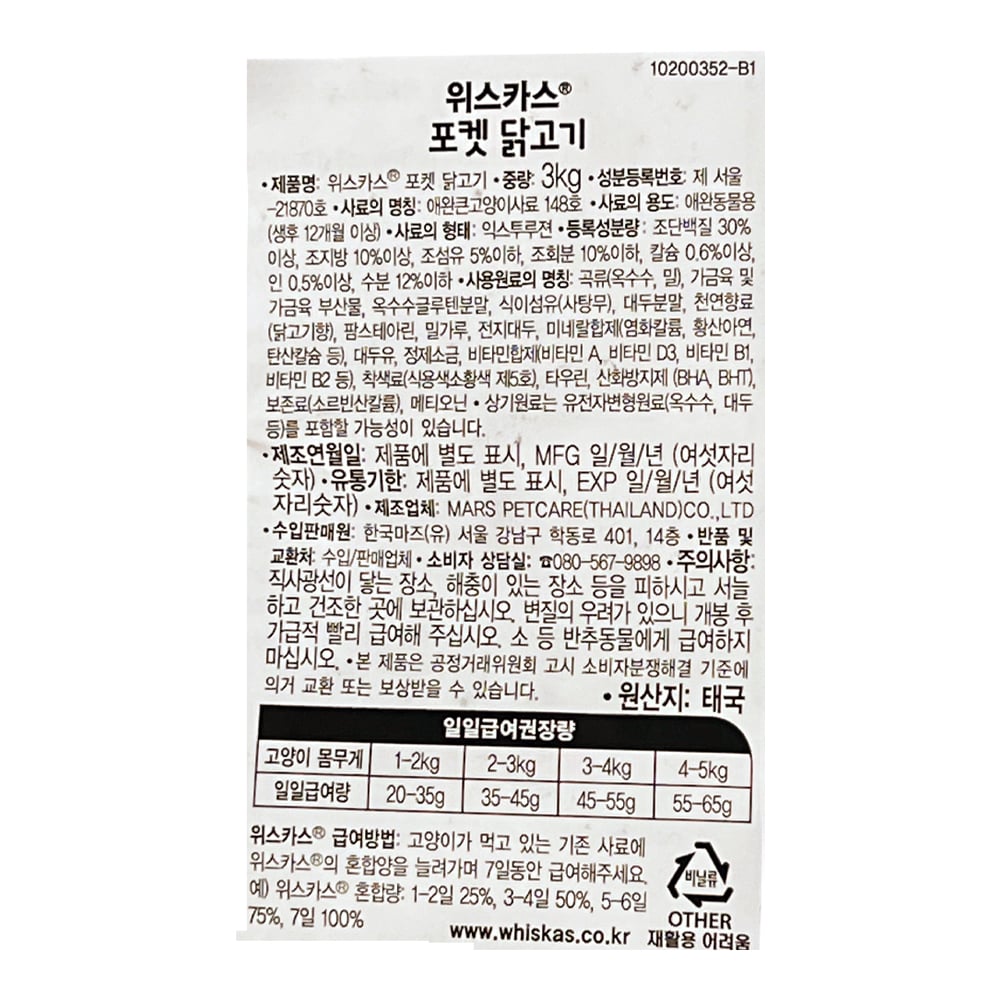 10200352-B1
위스카스®
포켓 닭고기
•제품명: 위스카스® 포켓 닭고기 •중량: 3kg •성분등록번호: 제 서울
-21870호 •사료의 명칭: 애완큰고양이사료 148호 •사료의 용도: 애완동물용
(생후 12개월 이상) •사료의 형태: 익스투루젼 •등록성분량: 조단백질 30%
이상, 조지방 10%이상, 조섬유 5%이하, 조회분 10%이하, 칼슘 0.6%이상,
인 0.5%이상, 수분 12%이하 •사용원료의 명칭: 곡류(옥수수, 밀), 가금육 및
가금육 부산물, 옥수수글루텐분말, 식이섬유(사탕무), 대두분말, 천연향료
(닭고기향), 팜스테아린, 밀가루, 전지대두, 미네랄합제(염화칼륨, 황산아연,
탄산칼슘 등), 대두유, 정제소금, 비타민합제(비타민 A, 비타민 D3, 비타민 B1,
비타민 B2 등), 착색료(식용색소황색 제5호), 타우린, 산화방지제 (BHA, BHT),
보존료(소르빈산칼륨), 메티오닌 • 상기원료는 유전자변형원료(옥수수, 대두
등)를 포함할 가능성이 있습니다.
•제조연월일: 제품에 별도 표시, MFG 일/월/년 (여섯자리
숫자) •유통기한: 제품에 별도 표시, EXP 일/월/년 (여섯
자리숫자) •제조업체: MARS PETCARE(THAILAND)CO.,LTD
•수입판매원: 한국마즈(유) 서울 강남구 학동로 401, 14층 •반품 및
교환처: 수입/판매업체 •소비자 상담실: ☎080-567-9898 •주의사항:
직사광선이 닿는 장소, 해충이 있는 장소 등을 피하시고 서늘
하고 건조한 곳에 보관하십시오. 변질의 우려가 있으니 개봉 후
가급적 빨리 급여해 주십시오. 소 등 반추동물에게 급여하지
마십시오. •본 제품은 공정거래위원회 고시 소비자분쟁해결 기준에
의거 교환 또는 보상받을 수 있습니다. •원산지: 태국
일일급여권장량
고양이 몸무게 1-2kg 2-3kg 3-4kg 4-5kg
일일급여량 20-35g 35-45g 45-55g 55-65g
위스카스® 급여방법: 고양이가 먹고 있는 기존 사료에
위스카스®의 혼합양을 늘려가며 7일동안 급여해주세요.
예) 위스카스® 혼합량: 1-2일 25%, 3-4일 50%, 5-6일
75%, 7일 100%
비닐류
OTHER
www.whiskas.co.kr 재활용 어려움